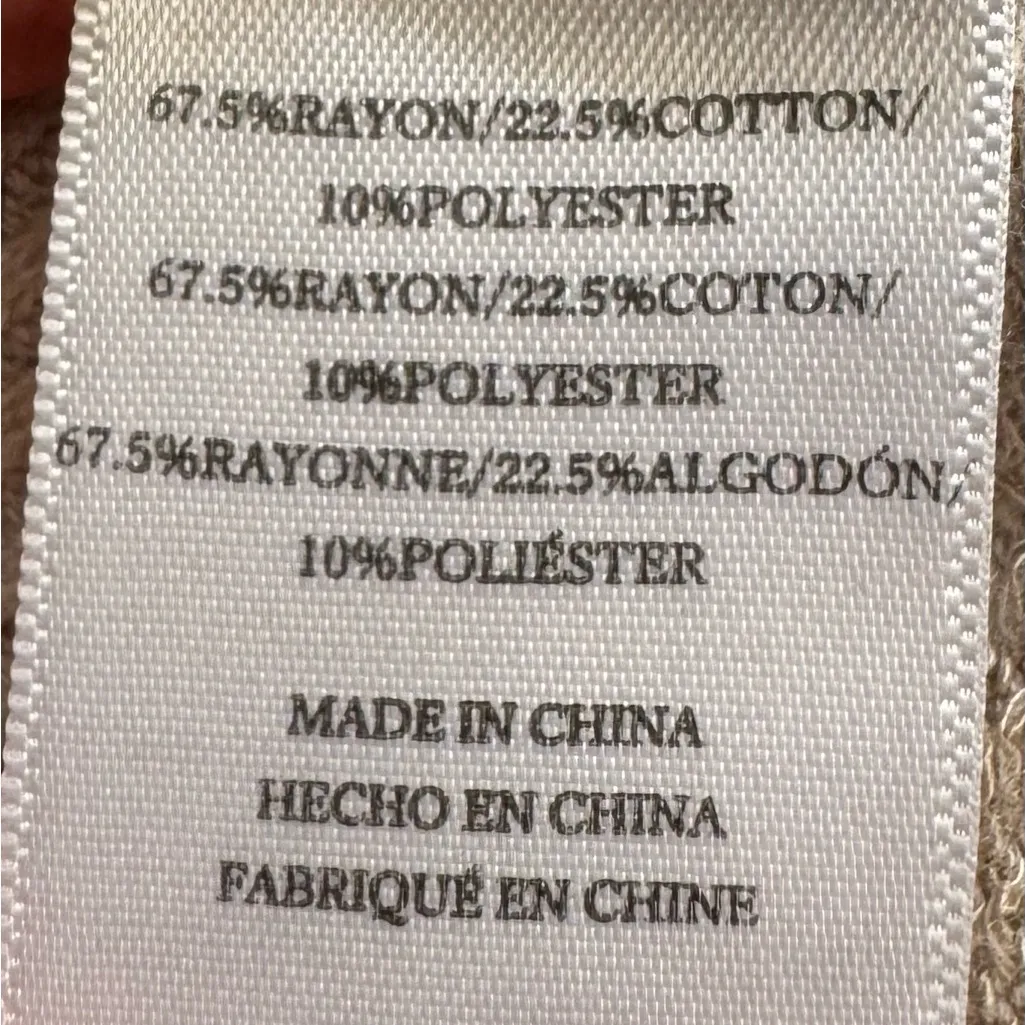 67.5%RAYON/22.5%COTTON/
10%POLYESTER
67.5%RAYON/22.5%COTON/
10%POLYESTER
67.5%RAYONNE/22.5%ALGODÓN/
10%POLIÉSTER
MADE IN CHINA
HECHO EN CHINA
FABRIQUÉ EN CHINE